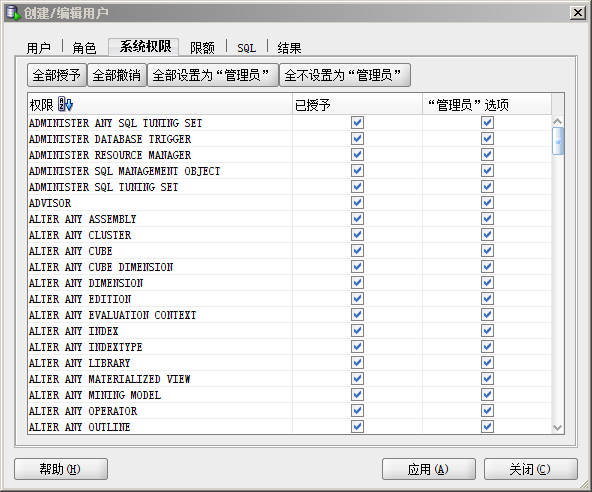 创建/编辑用户
用户 角色 系统权限 限额 SQL 结果
全部授予 全部撤销 全部设置为“管理员” 全不设置为“管理员”
权限 已授予 “管理员”选项
ADMINISTER ANY SQL TUNING SET
ADMINISTER DATABASE TRIGGER
ADMINISTER RESOURCE MANAGER
ADMINISTER SQL MANAGEMENT OBJECT
ADMINISTER SQL TUNING SET
ADVISOR
ALTER ANY ASSEMBLY
ALTER ANY CLUSTER
ALTER ANY CUBE
ALTER ANY CUBE DIMENSION
ALTER ANY DIMENSION
ALTER ANY EDITION
ALTER ANY EVALUATION CONTEXT
ALTER ANY INDEX
ALTER ANY INDEXTYPE
ALTER ANY LIBRARY
ALTER ANY MATERIALIZED VIEW
ALTER ANY MINING MODEL
ALTER ANY OPERATOR
ALTER ANY OUTLINE
帮助(H) 应用(A) 关闭(C)